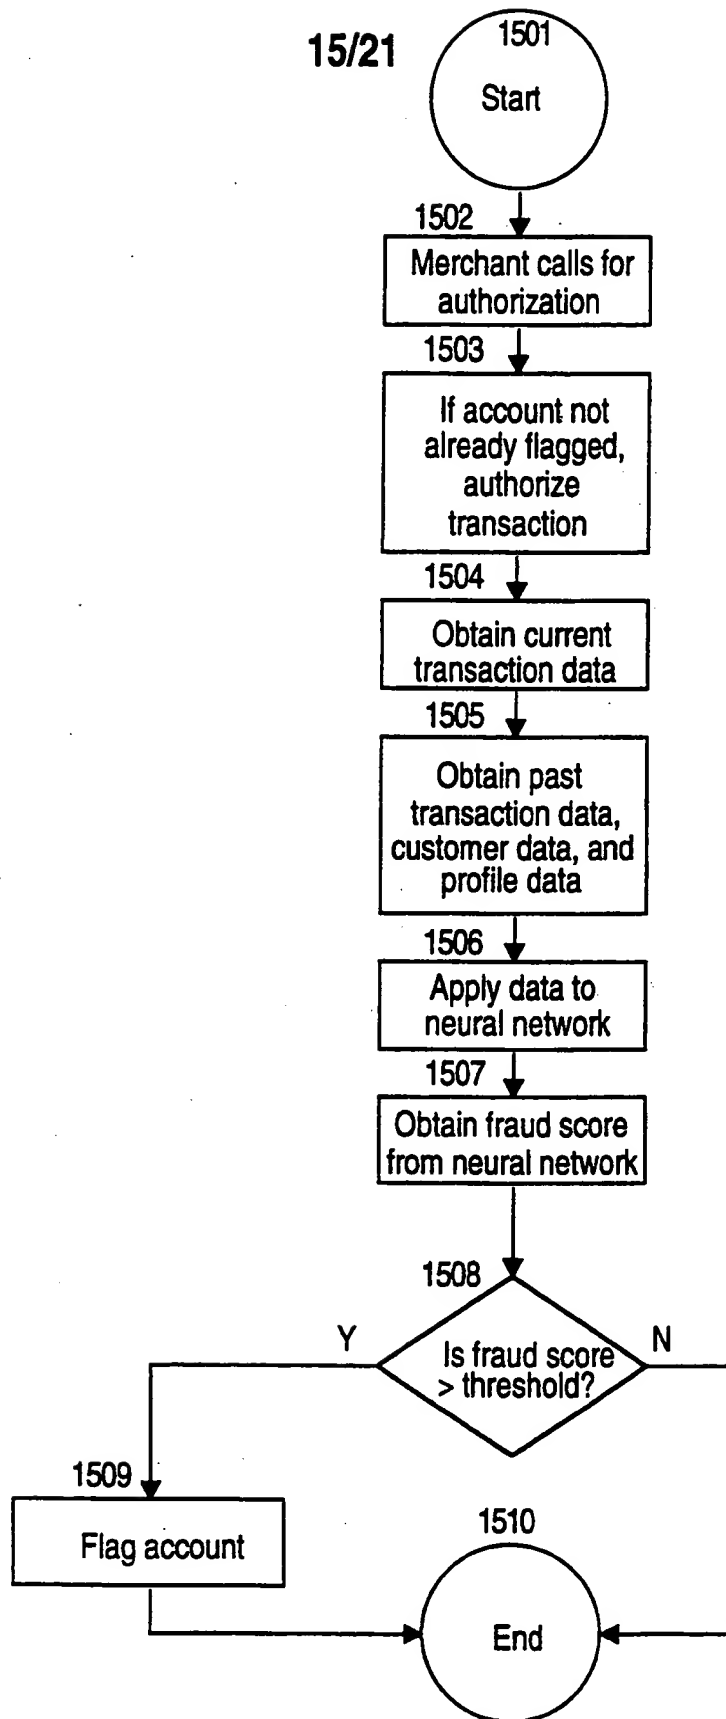 15/21
1501
Start
1502
Merchant calls for
authorization
1503
If account not
already flagged,
authorize
transaction
1504
Obtain current
transaction data
1505
Obtain past
transaction data,
customer data, and
profile data
1506
Apply data to
neural network
1507
Obtain fraud score
from neural network
1508
Y
N
Is fraud score
> threshold?
1509
Flag account
1510
End